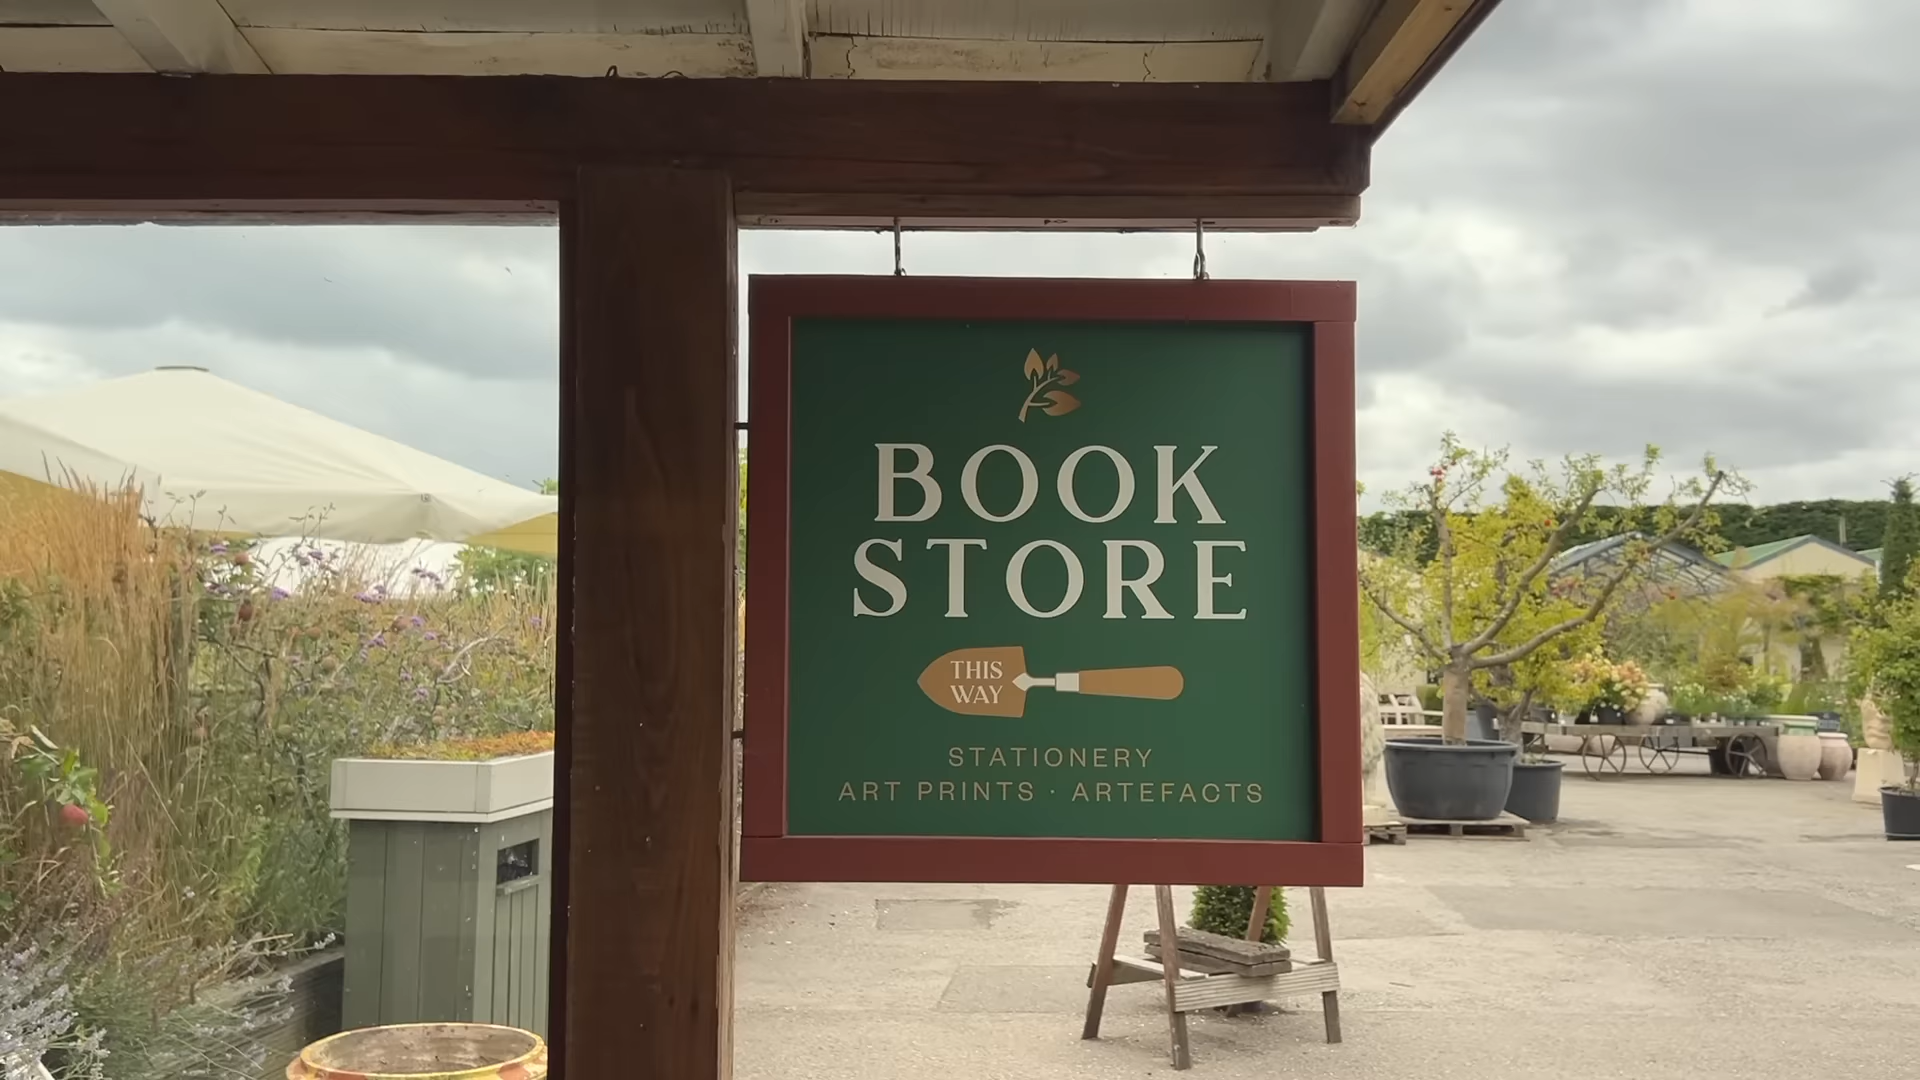 BOOK
STORE
THIS
WAY
STATIONERY
ART PRINTS · ARTEFACTS